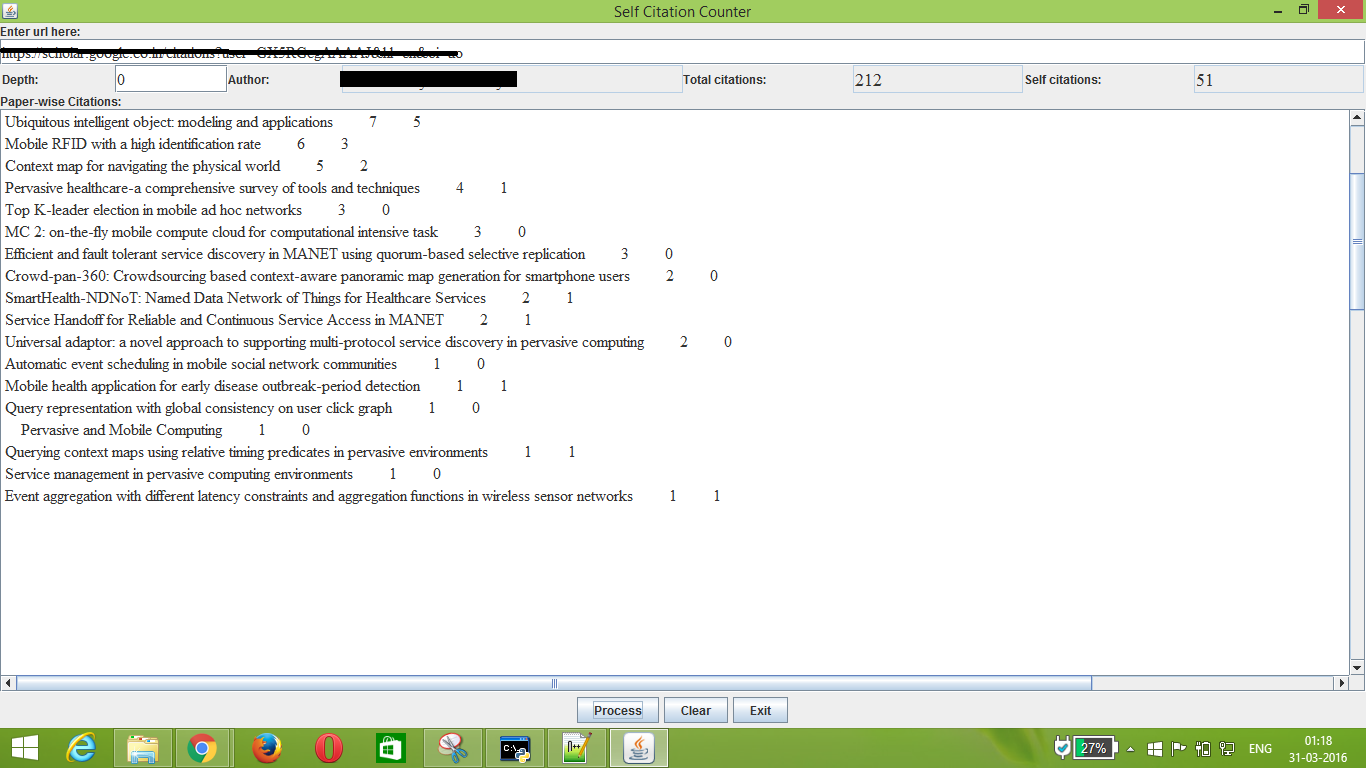 Self Citation Counter
Enter url here:
Depth: 0 Author: Total citations: 212 Self citations: 51
Paper-wise Citations:
Ubiquitous intelligent object: modeling and applications 7 5
Mobile RFID with a high identification rate 6 3
Context map for navigating the physical world 5 2
Pervasive healthcare-a comprehensive survey of tools and techniques 4 1
Top K-leader election in mobile ad hoc networks 3 0
MC 2: on-the-fly mobile compute cloud for computational intensive task 3 0
Efficient and fault tolerant service discovery in MANET using quorum-based selective replication 3 0
Crowd-pan-360: Crowdsourcing based context-aware panoramic map generation for smartphone users 2 0
SmartHealth-NDNoT: Named Data Network of Things for Healthcare Services 2 1
Service Handoff for Reliable and Continuous Service Access in MANET 2 1
Universal adaptor: a novel approach to supporting multi-protocol service discovery in pervasive computing 2 0
Automatic event scheduling in mobile social network communities 1 0
Mobile health application for early disease outbreak-period detection 1 1
Query representation with global consistency on user click graph 1 0
Pervasive and Mobile Computing 1 0
Querying context maps using relative timing predicates in pervasive environments 1 1
Service management in pervasive computing environments 1 0
Event aggregation with different latency constraints and aggregation functions in wireless sensor networks 1 1
Process Clear Exit
27% ENG 01:18
31-03-2016